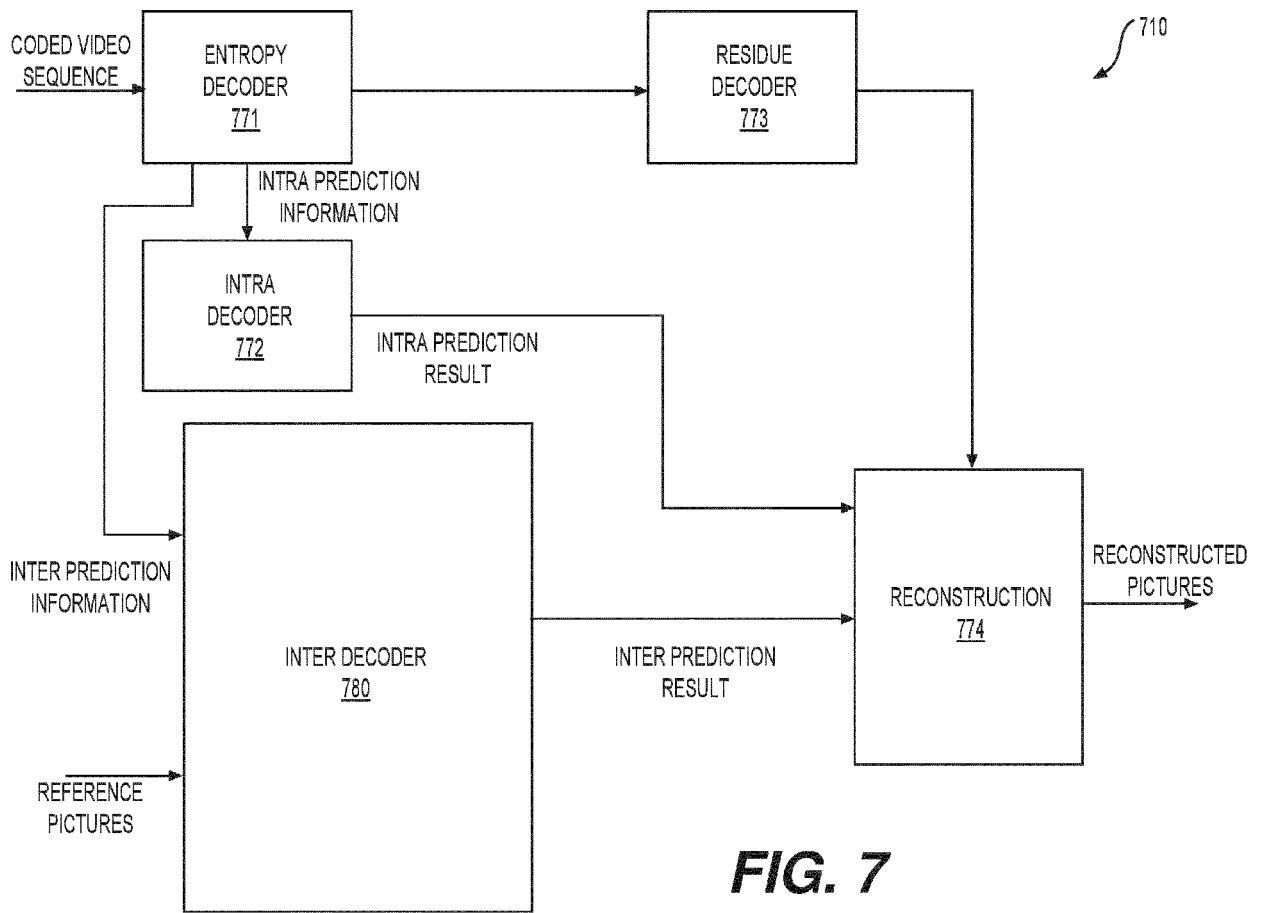 CODED VIDEO
SEQUENCE
ENTROPY
DECODER
771
RESIDUE
DECODER
773
710
INTRA PREDICTION
INFORMATION
INTRA
DECODER
772
INTRA PREDICTION
RESULT
INTER PREDICTION
INFORMATION
INTER DECODER
780
REFERENCE
PICTURES
INTER PREDICTION
RESULT
RECONSTRUCTION
774
RECONSTRUCTED
PICTURES
FIG. 7